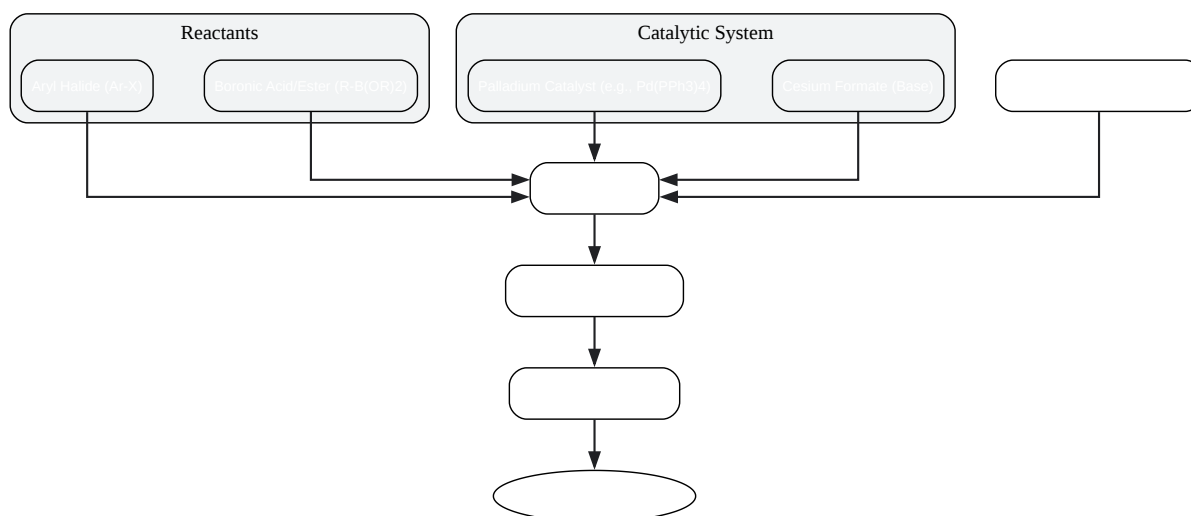 Reactants
Catalytic System
Aryl Halide (Ar-X)
Boronic Acid/Ester (R-B(OR)2)
Palladium Catalyst (e.g., Pd(PPh3)4)
Cesium Formate (Base)